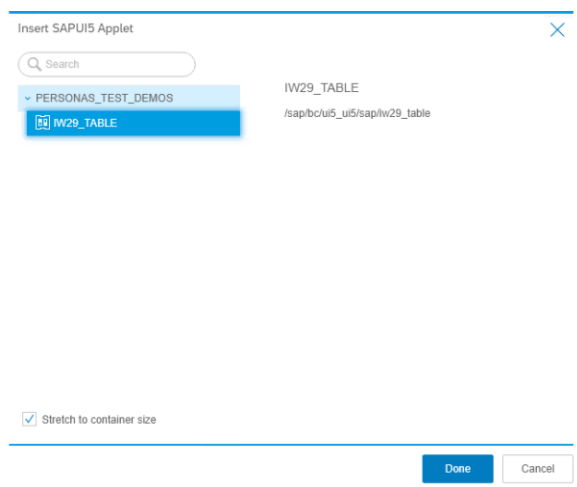 Insert SAPUI5 Applet
Search
PERSONAS_TEST_DEMOS
IW29_TABLE
IW29_TABLE
/sap/bc/ui5_ui5/sap/iw29_table
Stretch to container size
Done
Cancel